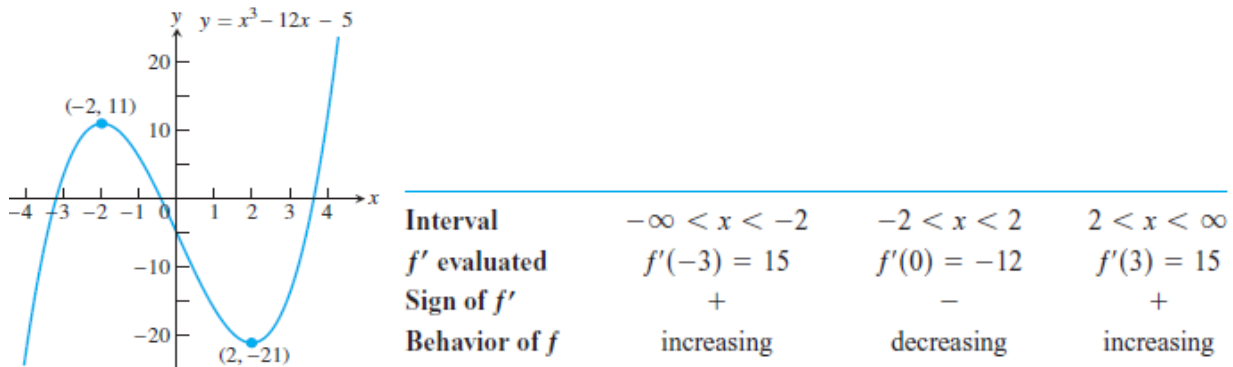 y y = x³ – 12x – 5
20
(–2, 11)
10
x
–4 –3 –2 –1 0 1 2 3 4
–10
–20
(2, –21)
Interval −∞ < x < −2 −2 < x < 2 2 < x < ∞
f′ evaluated f′(−3) = 15 f′(0) = −12 f′(3) = 15
Sign of f′ + − +
Behavior of f increasing decreasing increasing